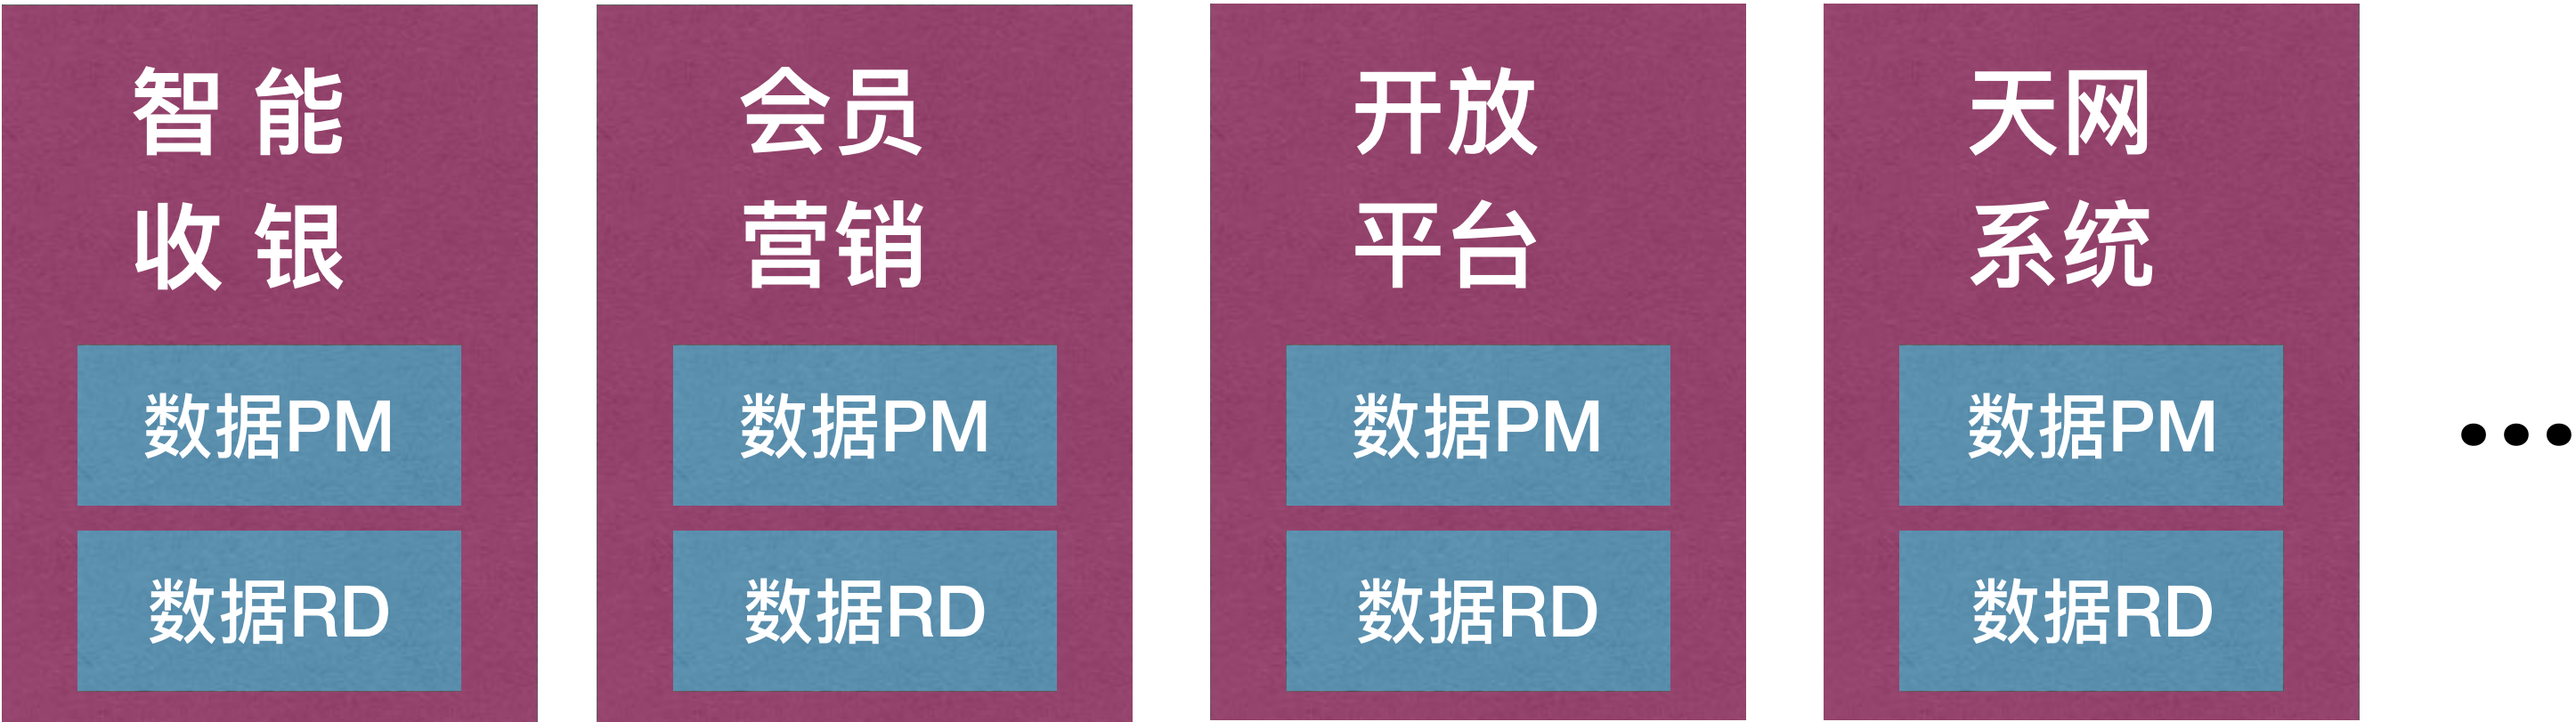 智 能
收 银
数据PM
数据RD
会员
营销
数据PM
数据RD
开放
平台
数据PM
数据RD
天网
系统
数据PM
数据RD
...